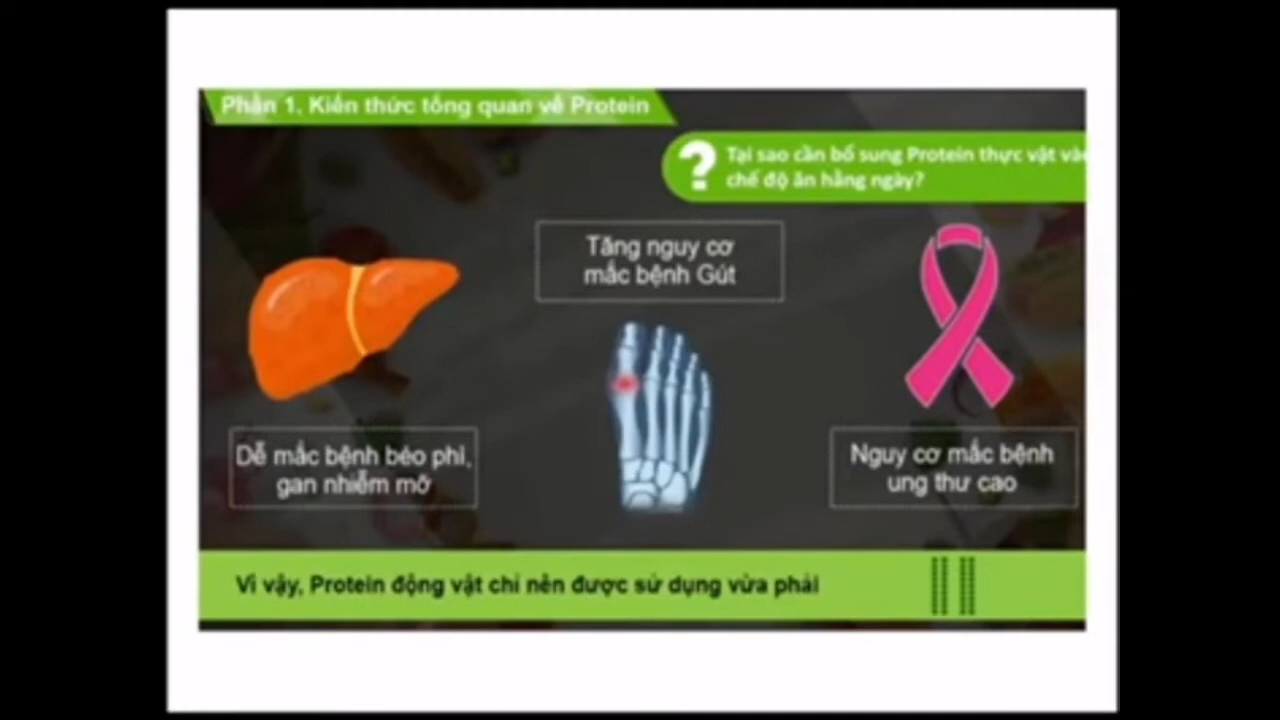 Phần 1. Kiến thức tổng quan về Protein
? Tại sao cần bổ sung Protein thực vật
chế độ ăn hằng ngày?
Tăng nguy cơ
mắc bệnh Gút
Dễ mắc bệnh béo phì,
gan nhiễm mỡ
Nguy cơ mắc bệnh
ung thư cao
Vì vậy, Protein động vật chỉ nên được sử dụng vừa phải